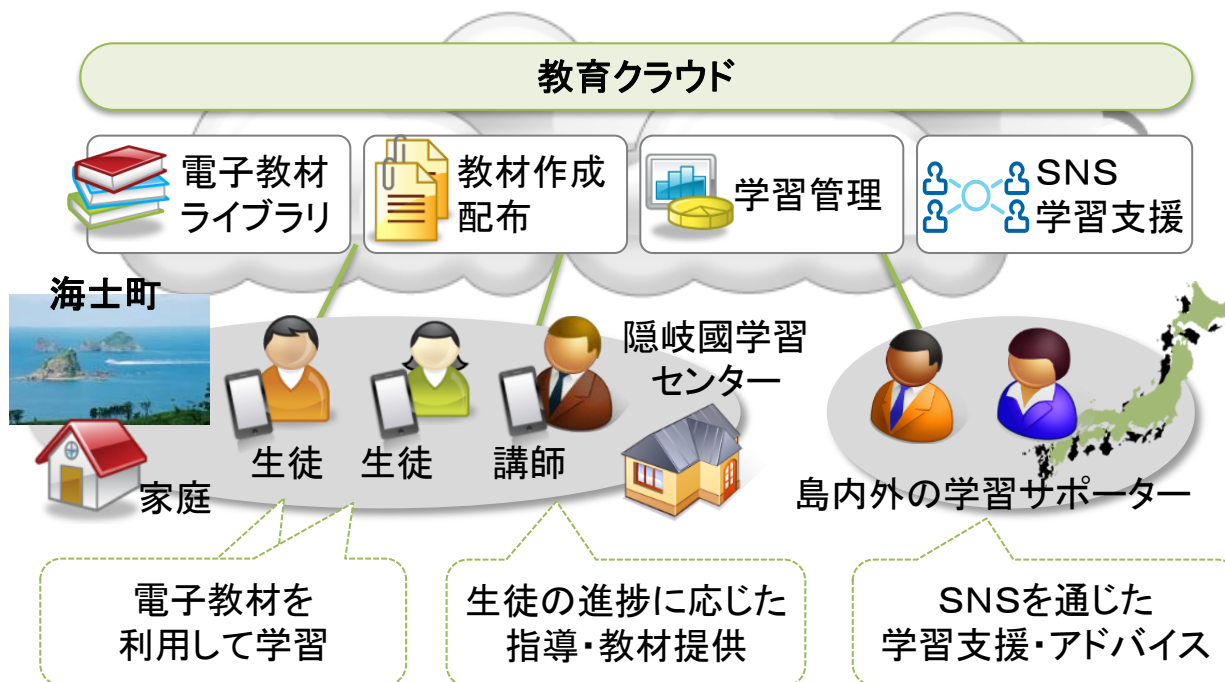 教育クラウド
電子教材
ライブラリ
教材作成
配布
学習管理
SNS
学習支援
海士町
隠岐國学習
センター
生徒
生徒
講師
家庭
島内外の学習サポーター
電子教材を
利用して学習
生徒の進捗に応じた
指導・教材提供
SNSを通じた
学習支援・アドバイス